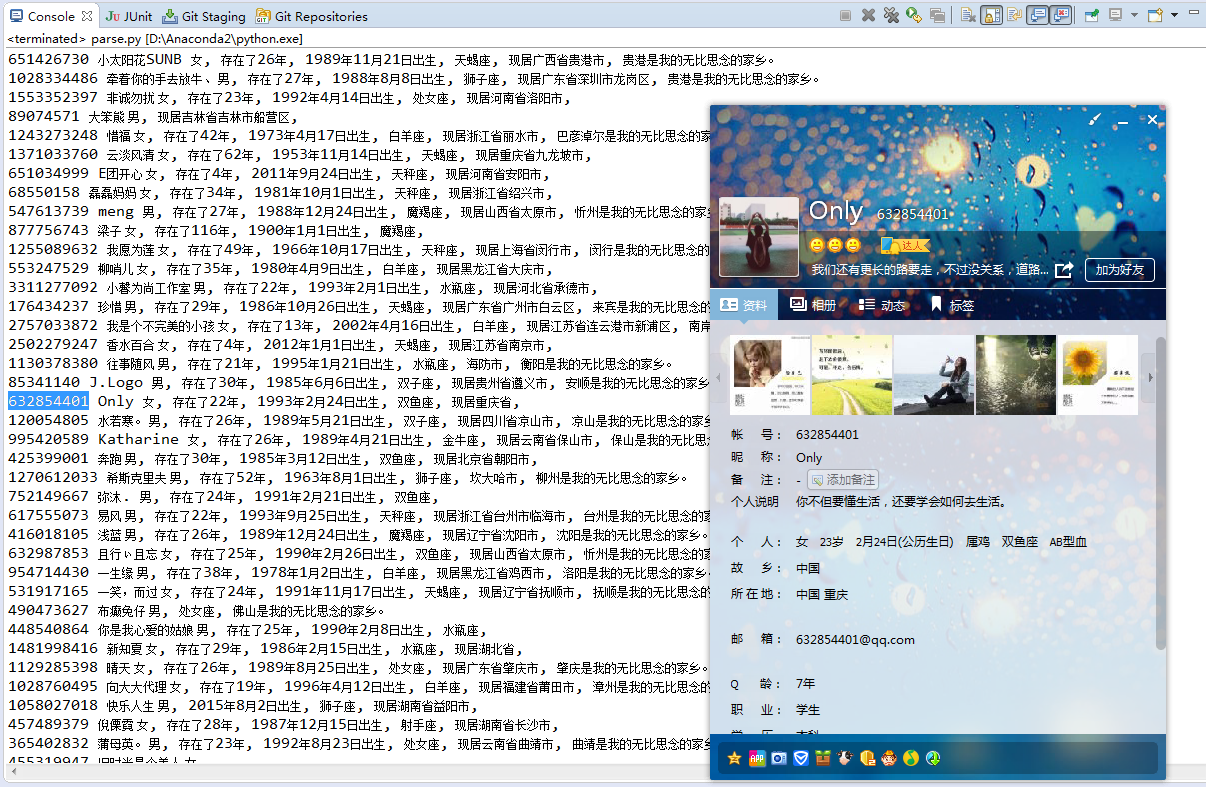 Console JUnit Git Staging Git Repositories
<terminated> parse.py [D:\Anaconda2\python.exe]
651426730 小太阳花SUNB 女, 存在了26年, 1989年11月21日出生, 天蝎座, 现居广西省贵港市, 贵港是我的无比思念的家乡。
1028334486 牵着你的手去放牛、男, 存在了27年, 1988年8月8日出生, 狮子座, 现居广东省深圳市龙岗区, 贵港是我的无比思念的家乡。
1553352397 非诚勿扰 女, 存在了23年, 1992年4月14日出生, 处女座, 现居河南省洛阳市,
89074571 大笨熊 男, 现居吉林省吉林市船营区,
1243273248 惜福 女, 存在了42年, 1973年4月17日出生, 白羊座, 现居浙江省丽水市, 巴彦卓尔是我的无比思念的家
1371033760 云淡风清 女, 存在了62年, 1953年11月14日出生, 天蝎座, 现居重庆省九龙坡市,
651034999 E团开心 女, 存在了4年, 2011年9月24日出生, 天秤座, 现居河南省安阳市,
68550158 磊磊妈妈 女, 存在了34年, 1981年10月1日出生, 天秤座, 现居浙江省绍兴市,
547613739 meng 男, 存在了27年, 1988年12月24日出生, 魔羯座, 现居山西省太原市, 忻州是我的无比思念的家乡
877756743 梁子 女, 存在了116年, 1900年1月1日出生, 魔羯座,
1255089632 我愿为莲 女, 存在了49年, 1966年10月17日出生, 天秤座, 现居上海省闵行市, 闵行是我的无比思念的
553247529 柳哨儿 女, 存在了35年, 1980年4月9日出生, 白羊座, 现居黑龙江省大庆市,
3311277092 小馨为尚工作室 男, 存在了22年, 1993年2月1日出生, 水瓶座, 现居河北省承德市,
176434237 珍惜 男, 存在了29年, 1986年10月26日出生, 天蝎座, 现居广东省广州市白云区, 来宾是我的无比思念的
2757033872 我是个不完美的小孩 女, 存在了13年, 2002年4月16日出生, 白羊座, 现居江苏省连云港市新浦区, 南岸
2502279247 香水百合 女, 存在了4年, 2012年1月1日出生, 天蝎座, 现居江苏省南京市,
1130378380 往事随风 男, 存在了21年, 1995年1月21日出生, 水瓶座, 海防市, 衡阳是我的无比思念的家乡。
85341140 J.Logo 男, 存在了30年, 1985年6月6日出生, 双子座, 现居贵州省遵义市, 安顺是我的无比思念的家乡
632854401 Only 女, 存在了22年, 1993年2月24日出生, 双鱼座, 现居重庆省,
120054805 水若寒。男, 存在了26年, 1989年5月21日出生, 双子座, 现居四川省凉山市, 凉山是我的无比思念的家
995420589 Katharine 女, 存在了26年, 1989年4月21日出生, 金牛座, 现居云南省保山市, 保山是我的无比思
425399001 奔跑 男, 存在了30年, 1985年3月12日出生, 双鱼座, 现居北京省朝阳市,
1270612033 希斯克里夫 男, 存在了52年, 1963年8月1日出生, 狮子座, 坎大哈市, 柳州是我的无比思念的家乡。
752149667 弥沐. 男, 存在了24年, 1991年2月21日出生, 双鱼座,
617555073 易风 男, 存在了22年, 1993年9月25日出生, 天秤座, 现居浙江省台州市临海市, 台州是我的无比思念的家
416018105 浅蓝 男, 存在了26年, 1989年12月24日出生, 魔羯座, 现居辽宁省沈阳市, 沈阳是我的无比思念的家乡。
632987853 且行ぃ且忘 女, 存在了25年, 1990年2月26日出生, 双鱼座, 现居山西省太原市, 忻州是我的无比思念的
954714430 一生缘 男, 存在了38年, 1978年1月2日出生, 白羊座, 现居黑龙江省鸡西市, 洛阳是我的无比思念的家乡。
531917165 一笑,而过 女, 存在了24年, 1991年11月17日出生, 天蝎座, 现居辽宁省抚顺市, 抚顺是我的无比思念的
490473627 布癫兔仔 男, 处女座, 佛山是我的无比思念的家乡。
448540864 你是我心爱的姑娘 男, 存在了25年, 1990年2月8日出生, 水瓶座,
1481998416 新知夏 女, 存在了29年, 1986年2月15日出生, 水瓶座, 现居湖北省,
1129285398 晴天 女, 存在了26年, 1989年8月25日出生, 处女座, 现居广东省肇庆市, 肇庆是我的无比思念的家乡。
1028760495 向大大代理 女, 存在了19年, 1996年4月12日出生, 白羊座, 现居福建省莆田市, 漳州是我的无比思念的
1058027018 快乐人生 男, 2015年8月2日出生, 狮子座, 现居湖南省益阳市,
457489379 倪倮霓 女, 存在了28年, 1987年12月15日出生, 射手座, 现居湖南省长沙市,
365402832 蒲毋英。男, 存在了23年, 1992年8月23日出生, 处女座, 现居云南省曲靖市, 曲靖是我的无比思念的家
455319947 旧时光是个美人 女
Only 632854401
达人
我们还有更长的路要走，不过没关系，道路...
加为好友
资料 相册 动态 标签
帐 号： 632854401
昵 称： Only
备 注： - 添加备注
个人说明 你不但要懂生活，还要学会如何去生活。
个 人： 女 23岁 2月24日(公历生日) 属鸡 双鱼座 AB型血
故 乡： 中国
所在地： 中国 重庆
邮 箱： 632854401@qq.com
Q 龄： 7年
职 业： 学生
学 历： 本科
APP